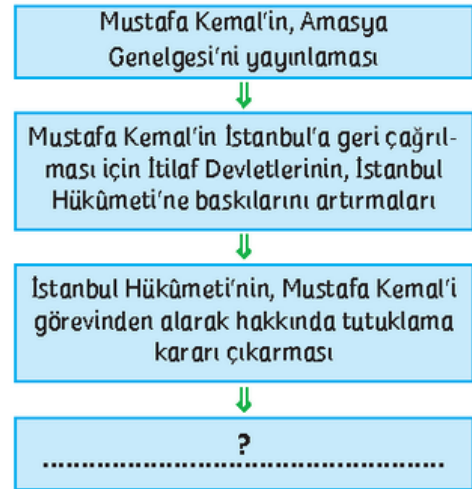 Mustafa Kemal'in, Amasya
Genelgesi'ni yayınlaması
Mustafa Kemal'in İstanbul'a geri çağrıl-
ması için İtilaf Devletlerinin, İstanbul
Hükûmeti'ne baskılarını artırmaları
İstanbul Hükûmeti'nin, Mustafa Kemal'i
görevinden alarak hakkında tutuklama
kararı çıkarması
?
..................................................